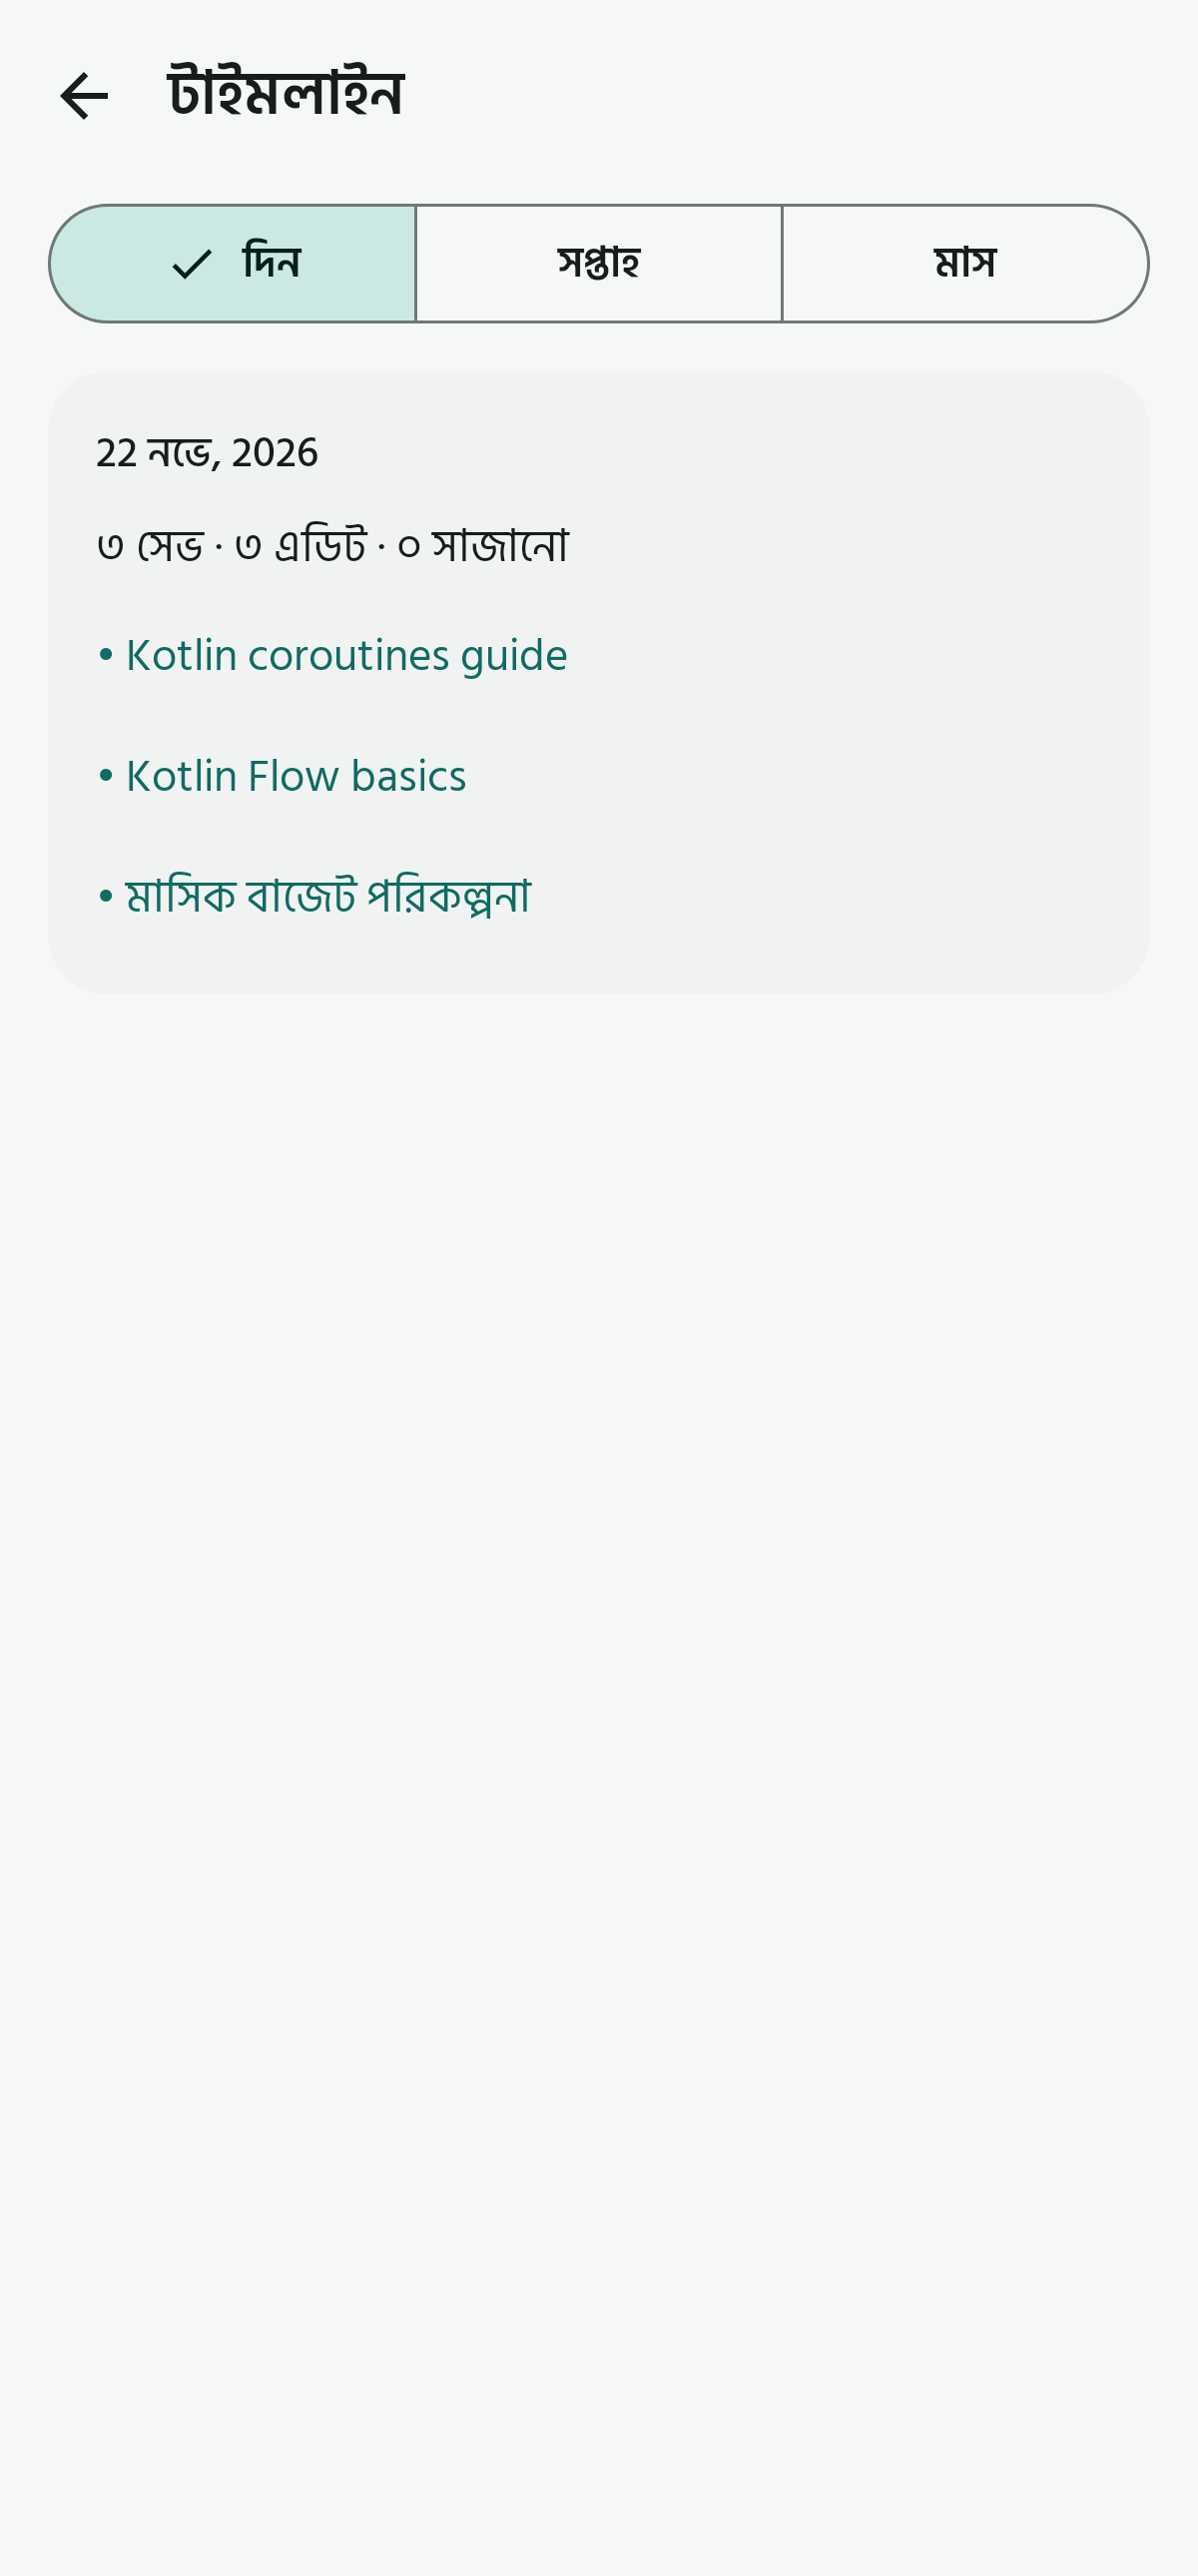 টাইমলাইন
দিন
সপ্তাহ
মাস
22 নভে, 2026
৩ সেভ · ৩ এডিট · ০ সাজানো
• Kotlin coroutines guide
• Kotlin Flow basics
• মাসিক বাজেট পরিকল্পনা